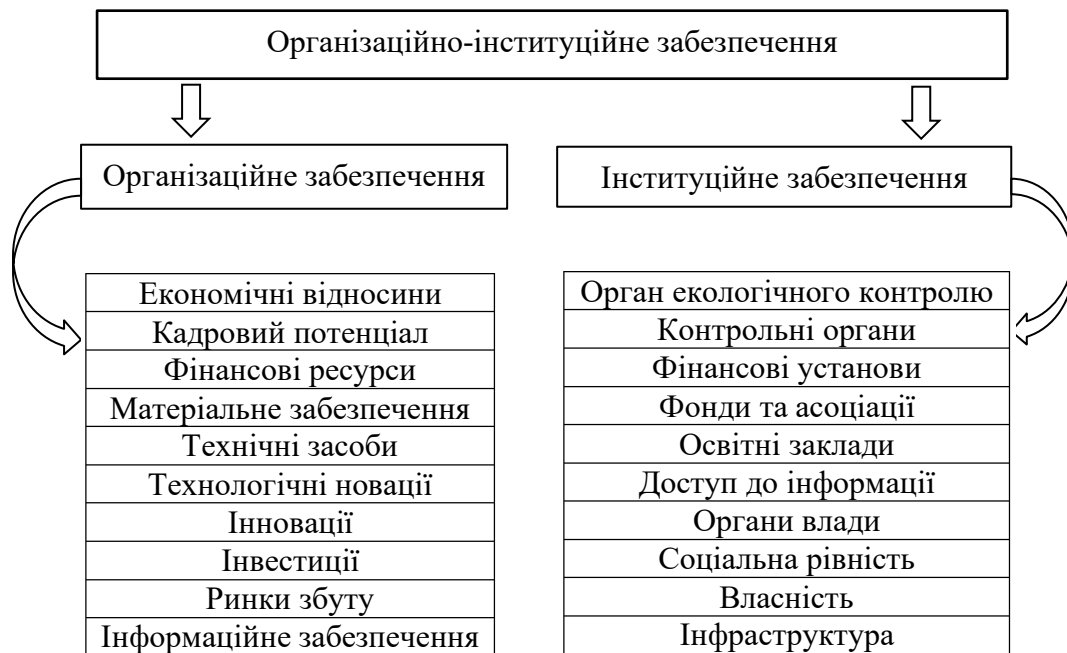 Організаційно-інституційне забезпечення
Організаційне забезпечення
Інституційне забезпечення
Економічні відносини
Кадровий потенціал
Фінансові ресурси
Матеріальне забезпечення
Технічні засоби
Технологічні новації
Інновації
Інвестиції
Ринки збуту
Інформаційне забезпечення
Орган екологічного контролю
Контрольні органи
Фінансові установи
Фонди та асоціації
Освітні заклади
Доступ до інформації
Органи влади
Соціальна рівність
Власність
Інфраструктура